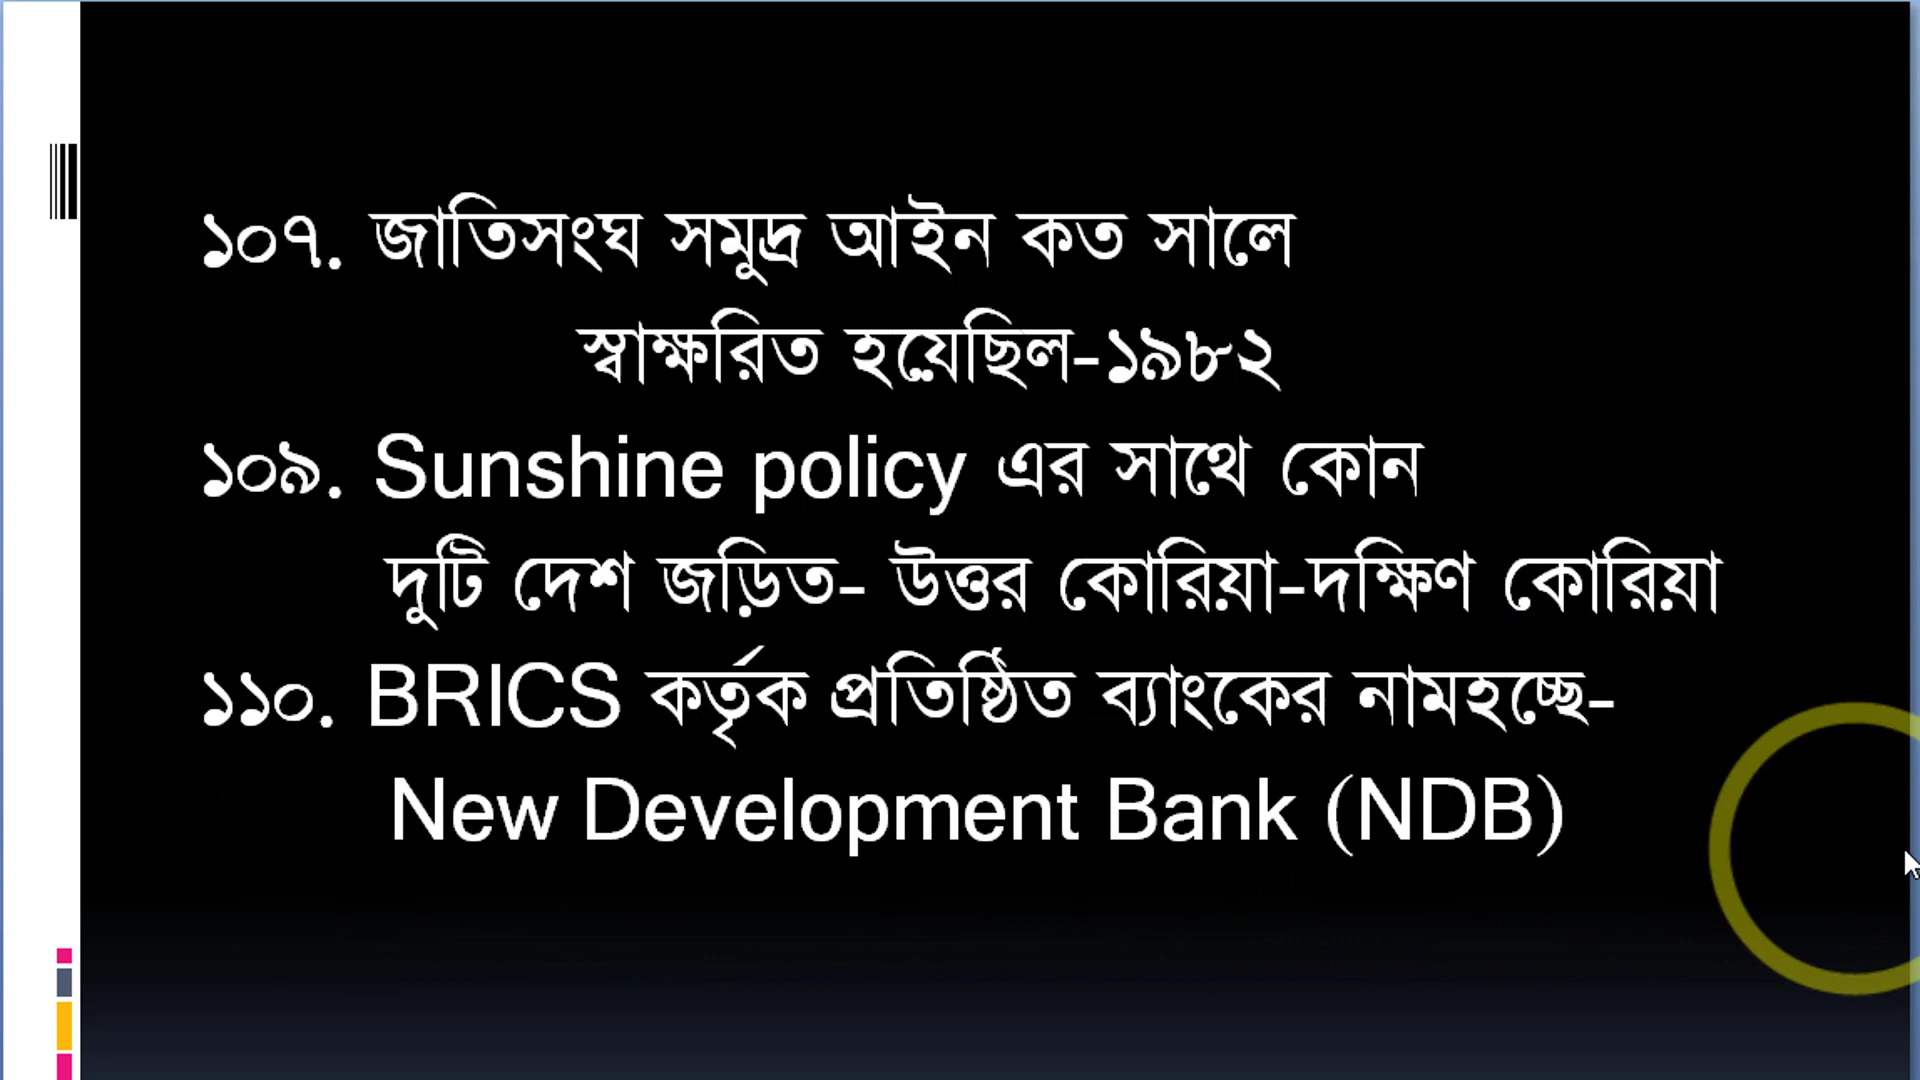 ১০৭. জাতিসংঘ সমুদ্র আইন কত সালে
স্বাক্ষরিত হয়েছিল-১৯৮২
১০৯. Sunshine policy এর সাথে কোন
দুটি দেশ জড়িত- উত্তর কোরিয়া-দক্ষিণ কোরিয়া
১১০. BRICS কর্তৃক প্রতিষ্ঠিত ব্যাংকের নামহচ্ছে-
New Development Bank (NDB)